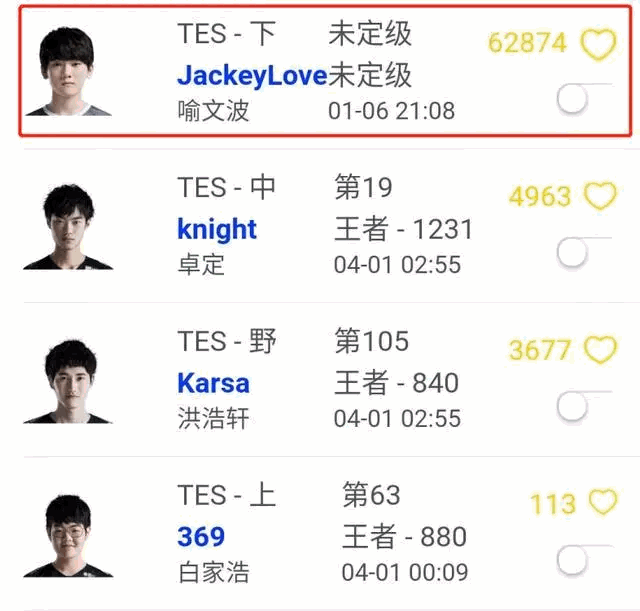 TES - 下 未定级 62874
JackeyLove 未定级
喻文波 01-06 21:08
TES - 中 第19 4963
knight 王者 - 1231
卓定 04-01 02:55
TES - 野 第105 3677
Karsa 王者 - 840
洪浩轩 04-01 02:55
TES - 上 第63 113
369 王者 - 880
白家浩 04-01 00:09